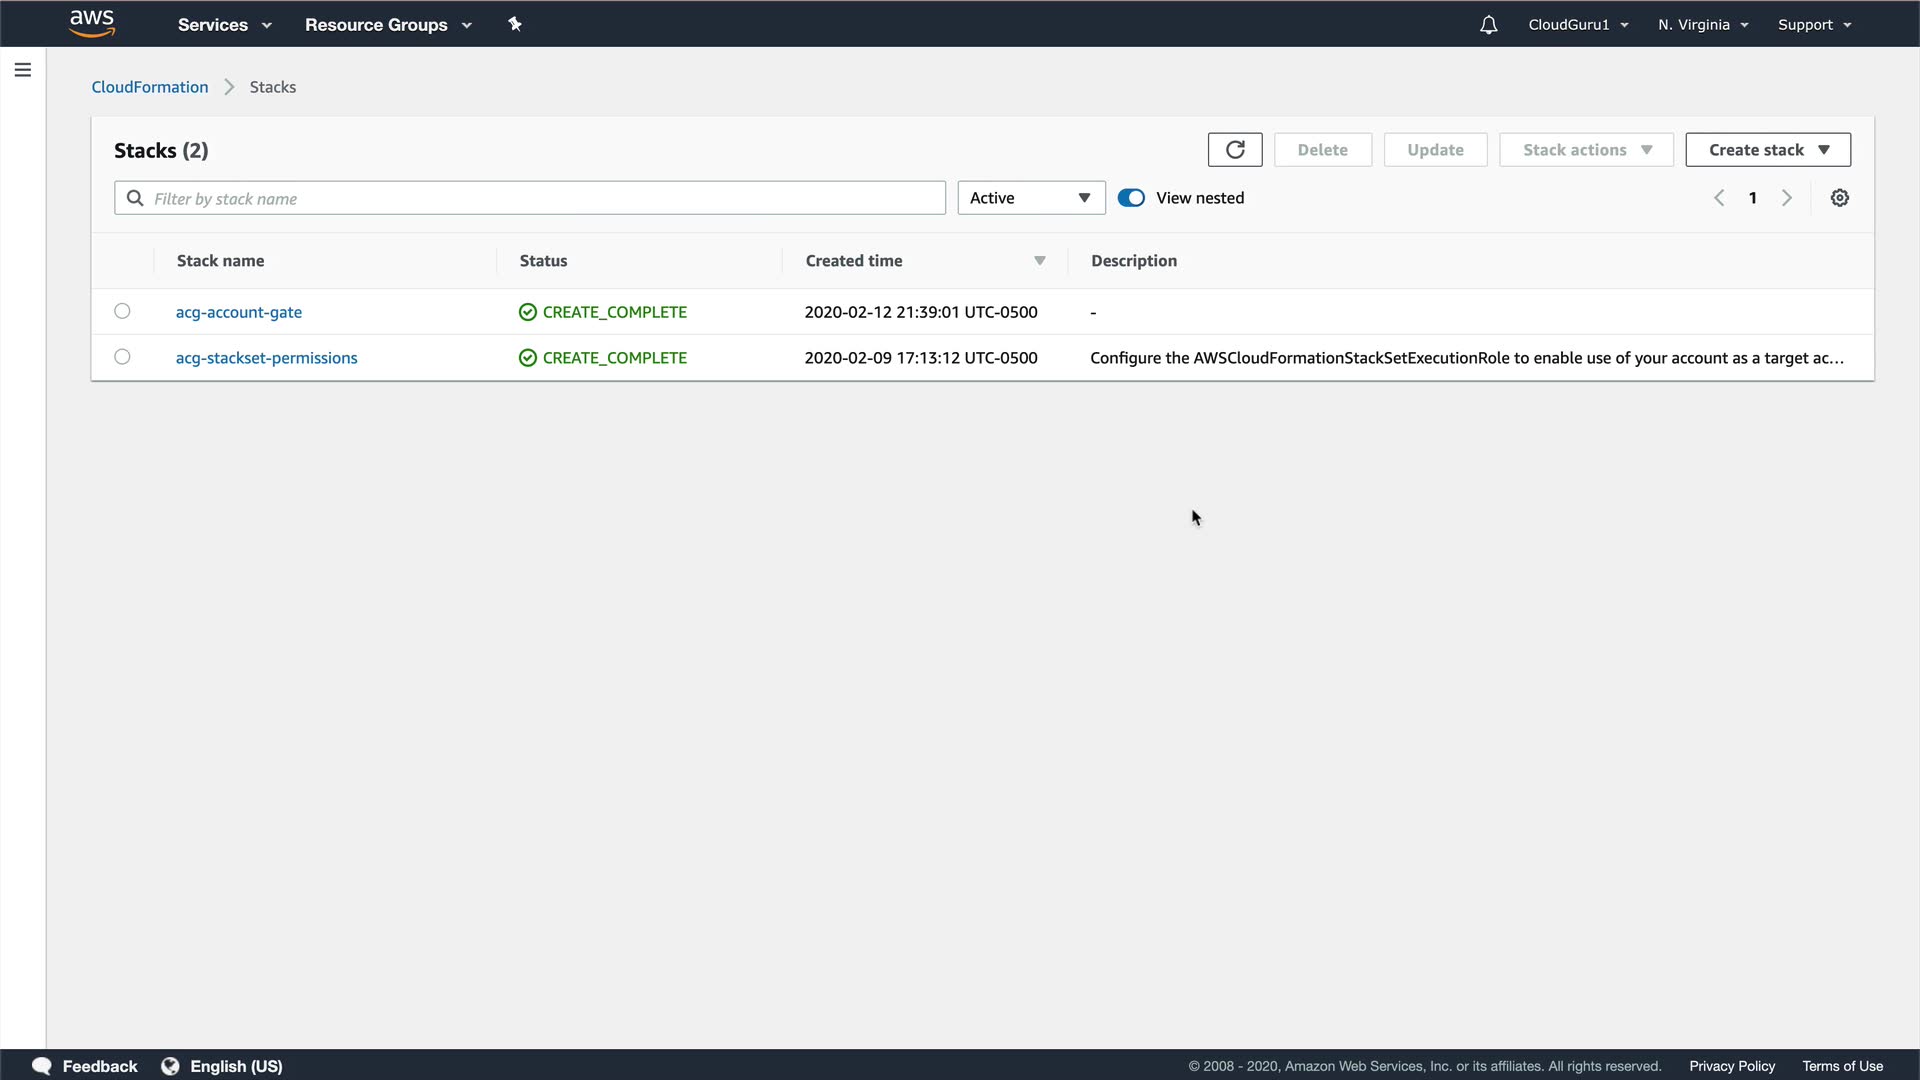 aws Services Resource Groups CloudGuru1 N. Virginia Support
CloudFormation Stacks
Stacks (2) Delete Update Stack actions Create stack
Filter by stack name Active View nested 1
Stack name Status Created time Description
acg-account-gate CREATE_COMPLETE 2020-02-12 21:39:01 UTC-0500 -
acg-stackset-permissions CREATE_COMPLETE 2020-02-09 17:13:12 UTC-0500 Configure the AWSCloudFormationStackSetExecutionRole to enable use of your account as a target ac...
Feedback English (US) © 2008 - 2020, Amazon Web Services, Inc. or its affiliates. All rights reserved. Privacy Policy Terms of Use